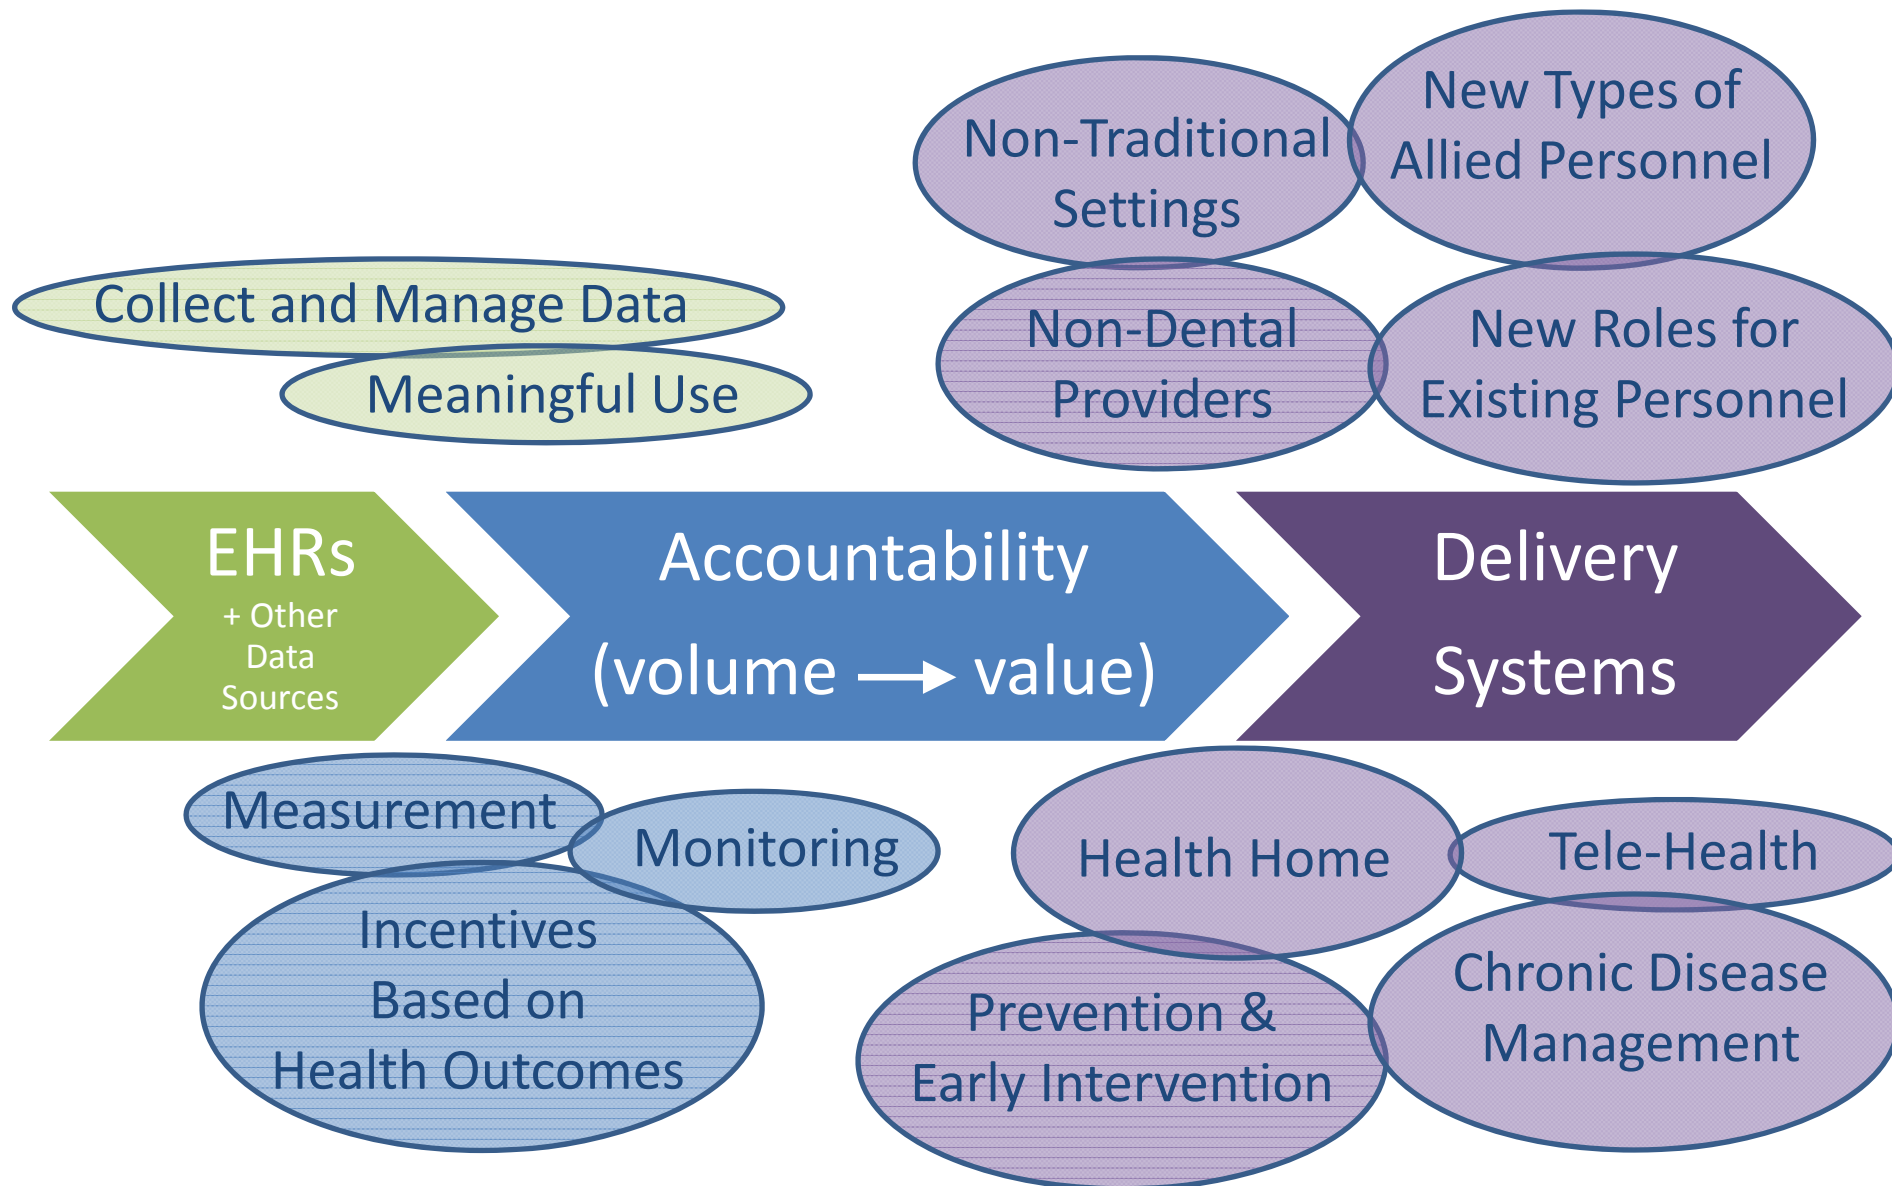 Non-Traditional
Settings
New Types of
Allied Personnel
Collect and Manage Data
Meaningful Use
Non-Dental
Providers
New Roles for
Existing Personnel
EHRs
+ Other
Data
Sources
Accountability
(volume → value)
Delivery
Systems
Measurement
Monitoring
Incentives
Based on
Health Outcomes
Health Home
Tele-Health
Prevention &
Early Intervention
Chronic Disease
Management